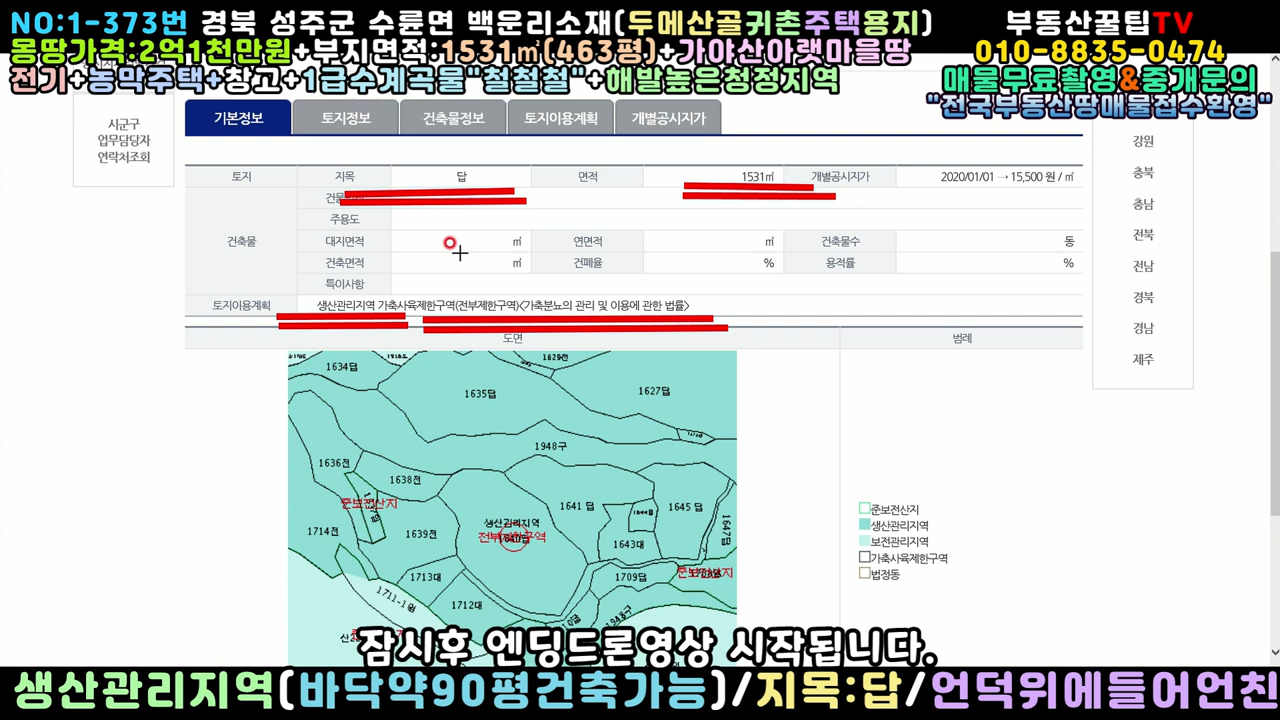 NO:1-373번 경북 성주군 수륜면 백운리소재(두메산골귀촌주택용지)
부동산꿀팁TV
몽땅가격:2억1천만원+부지면적:1531㎡(463평)+가야산아랫마을땅
010-8835-0474
전기+농막주택+창고+1급수계곡물"철철철"+해발높은청정지역
매물무료촬영&중개문의
"전국부동산땅매물접수환영"
시군구
업무담당자
연락처조회
기본정보 토지정보 건축물정보 토지이용계획 개별공시지가
토지 지목 답 면적 1531㎡ 개별공시지가 2020/01/01 → 15,500 원 / ㎡
주용도
건축물 대지면적 ㎡ 연면적 ㎡ 건축물수 동
건축면적 ㎡ 건폐율 % 용적률 %
특이사항
토지이용계획 생산관리지역 가축사육제한구역(전부제한구역)<가축분뇨의 관리 및 이용에 관한 법률>
도면 범례
강원
충북
충남
전북
전남
경북
경남
제주
1629전
1634답
1635답
1627답
1948구
1636전
1638전
준보전산지
1641 답
1645 답
1647답
생산관리지역
1714전
1639전
1643대
1713대
1709답
1711-1원
1712대
1948구
준보전산지
생산관리지역
보전관리지역
가축사육제한구역
법정동
잠시후 엔딩드론영상 시작됩니다.
생산관리지역(바닥약90평건축가능)/지목:답/언덕위에들어언친